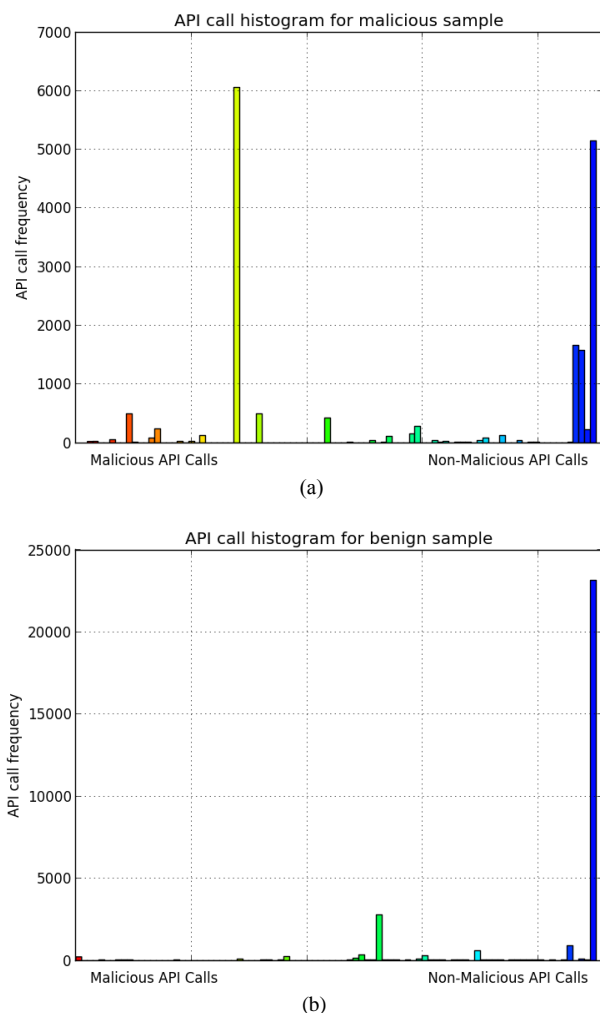 API call histogram for malicious sample
7000
6000
5000
4000
3000
2000
1000
0
API call frequency
Malicious API Calls Non-Malicious API Calls
(a)
API call histogram for benign sample
25000
20000
15000
10000
5000
0
API call frequency
Malicious API Calls Non-Malicious API Calls
(b)